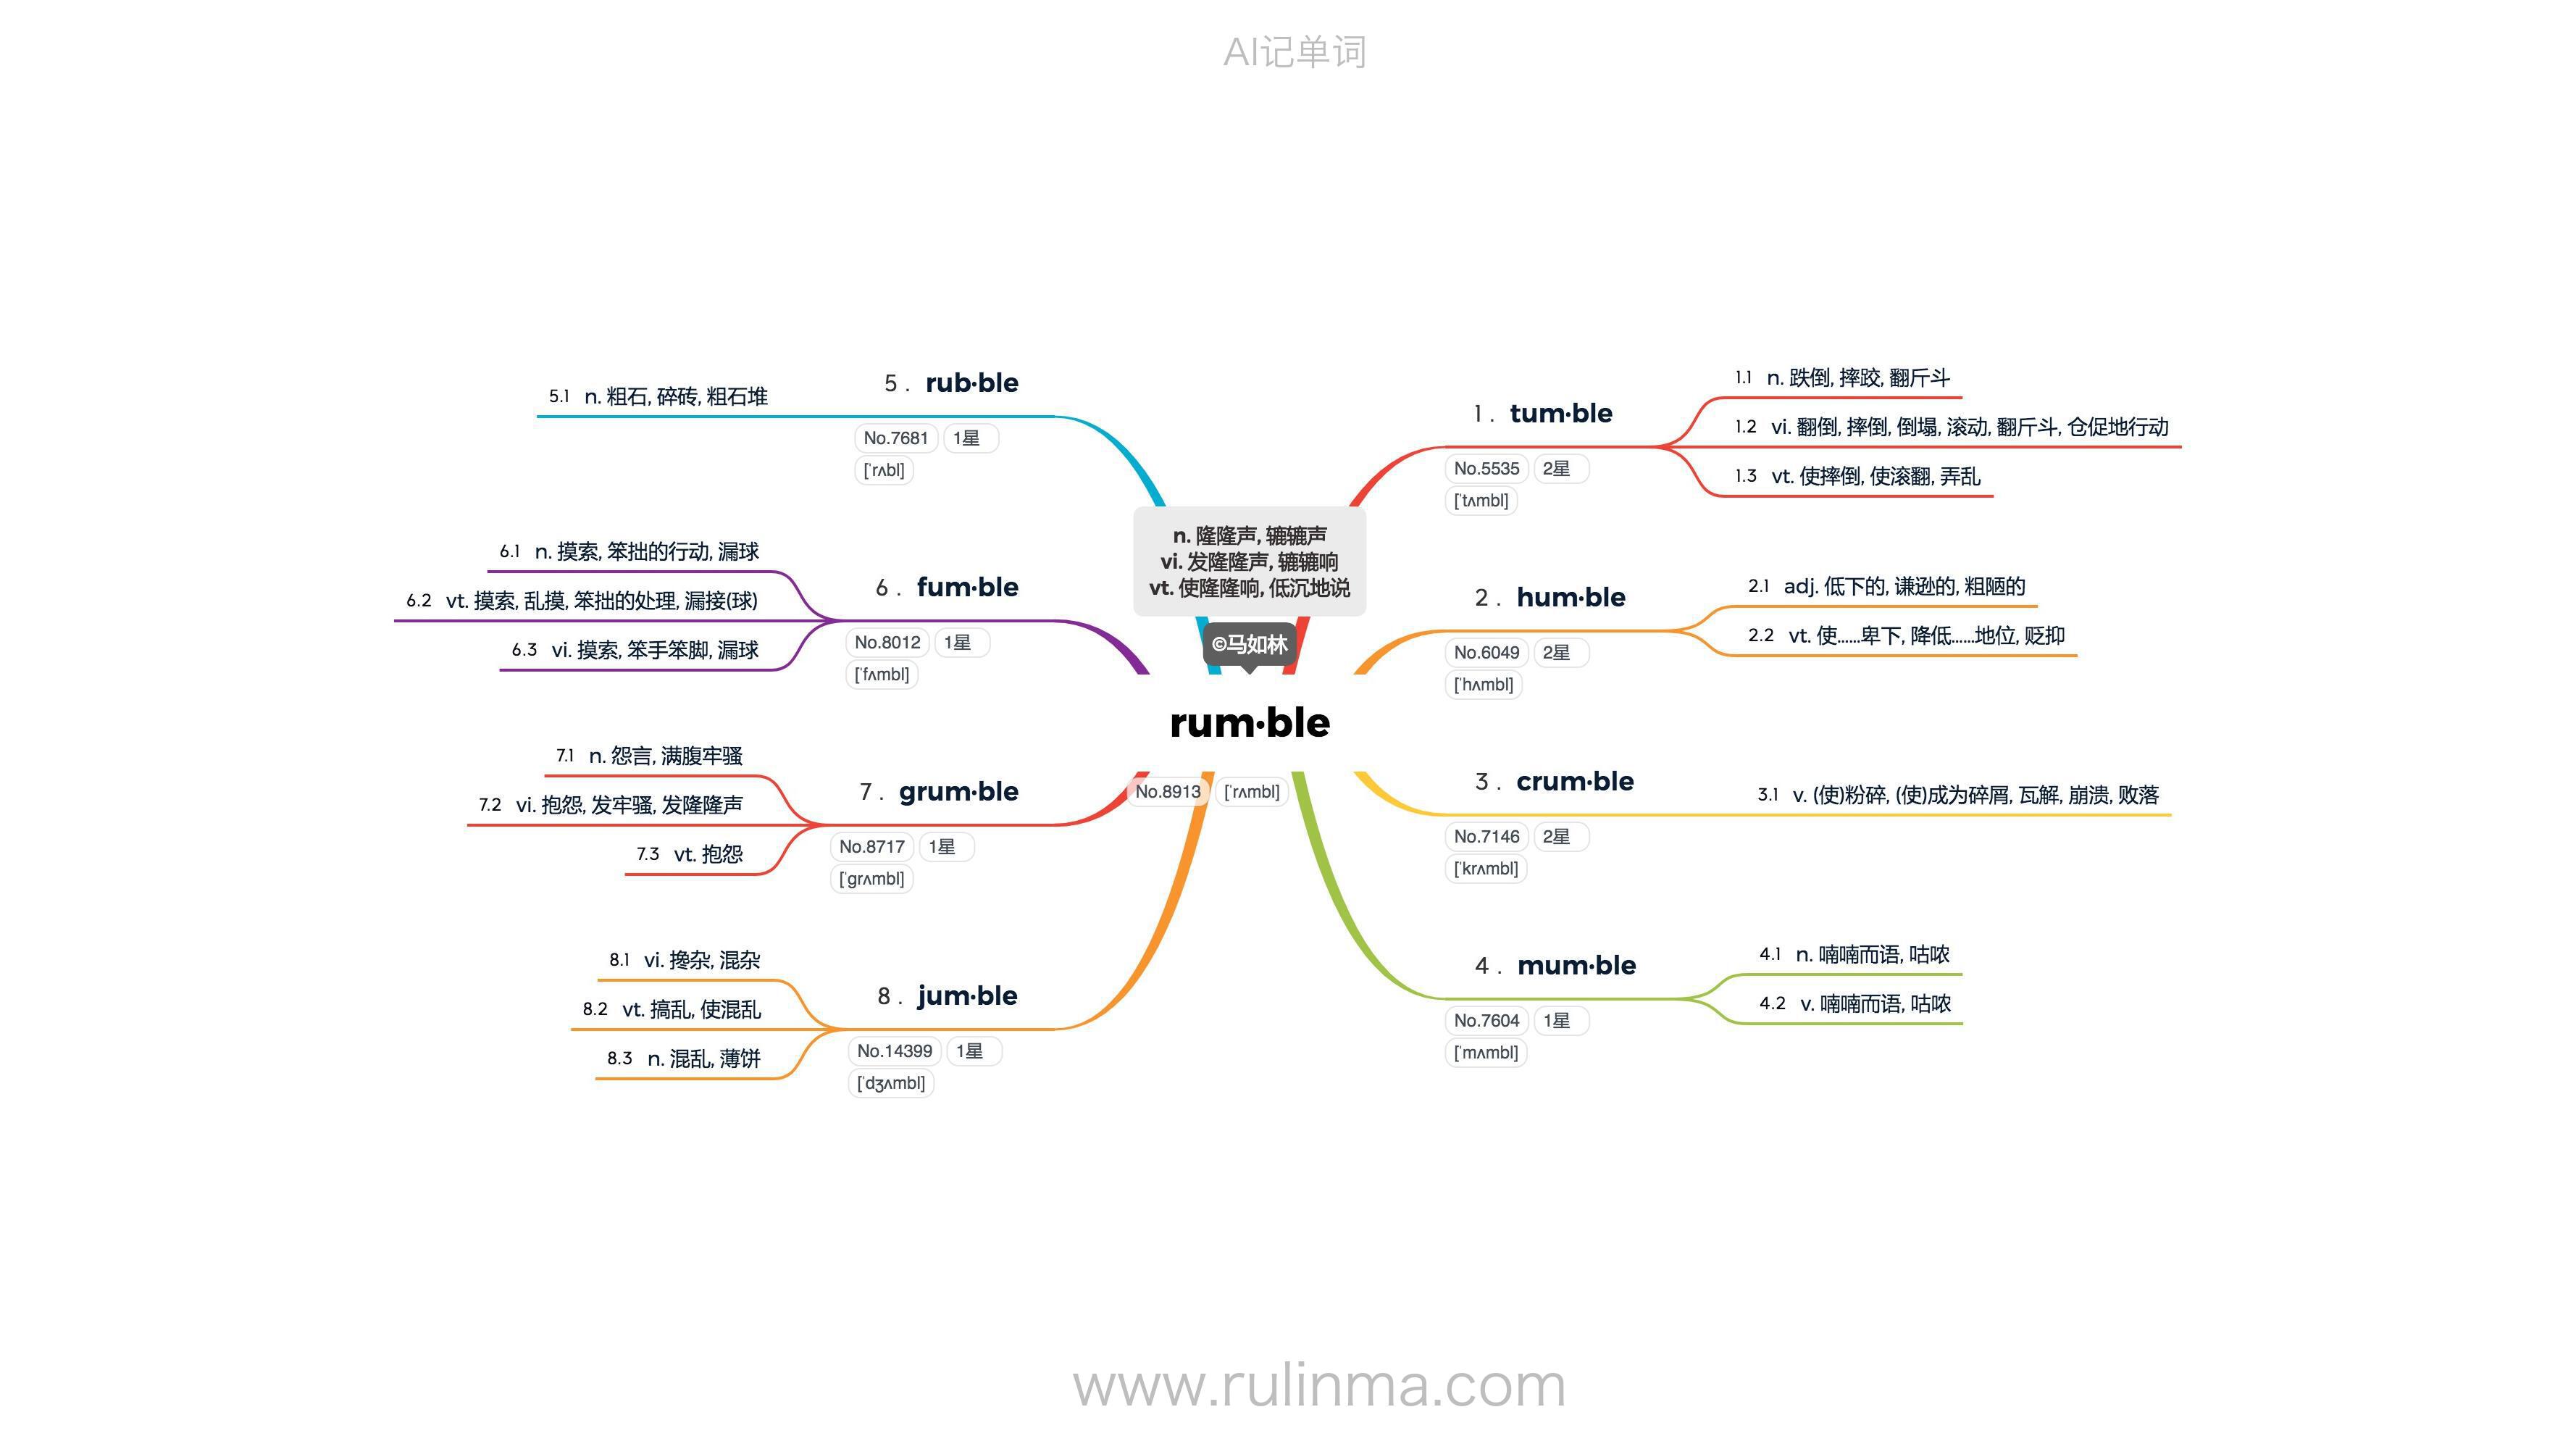 AI记单词
n. 隆隆声, 辘辘声
vi. 发隆隆声, 辘辘响
vt. 使隆隆响, 低沉地说
©马如林
rum·ble
No.8913 ['rʌmbl]
1 . tum·ble
No.5535 2星
['tʌmbl]
1.1 n. 跌倒, 摔跤, 翻斤斗
1.2 vi. 翻倒, 摔倒, 倒塌, 滚动, 翻斤斗, 仓促地行动
1.3 vt. 使摔倒, 使滚翻, 弄乱
2 . hum·ble
No.6049 2星
['hʌmbl]
2.1 adj. 低下的, 谦逊的, 粗陋的
2.2 vt. 使......卑下, 降低......地位, 贬抑
3 . crum·ble
No.7146 2星
['krʌmbl]
3.1 v. (使)粉碎, (使)成为碎屑, 瓦解, 崩溃, 败落
4 . mum·ble
No.7604 1星
['mʌmbl]
4.1 n. 喃喃而语, 咕哝
4.2 v. 喃喃而语, 咕哝
5 . rub·ble
No.7681 1星
['rʌbl]
5.1 n. 粗石, 碎砖, 粗石堆
6 . fum·ble
No.8012 1星
['fʌmbl]
6.1 n. 摸索, 笨拙的行动, 漏球
6.2 vt. 摸索, 乱摸, 笨拙的处理, 漏接(球)
6.3 vi. 摸索, 笨手笨脚, 漏球
7 . grum·ble
No.8717 1星
['grʌmbl]
7.1 n. 怨言, 满腹牢骚
7.2 vi. 抱怨, 发牢骚, 发隆隆声
7.3 vt. 抱怨
8 . jum·ble
No.14399 1星
['dʒʌmbl]
8.1 vi. 搀杂, 混杂
8.2 vt. 搞乱, 使混乱
8.3 n. 混乱, 薄饼
www.rulinma.com